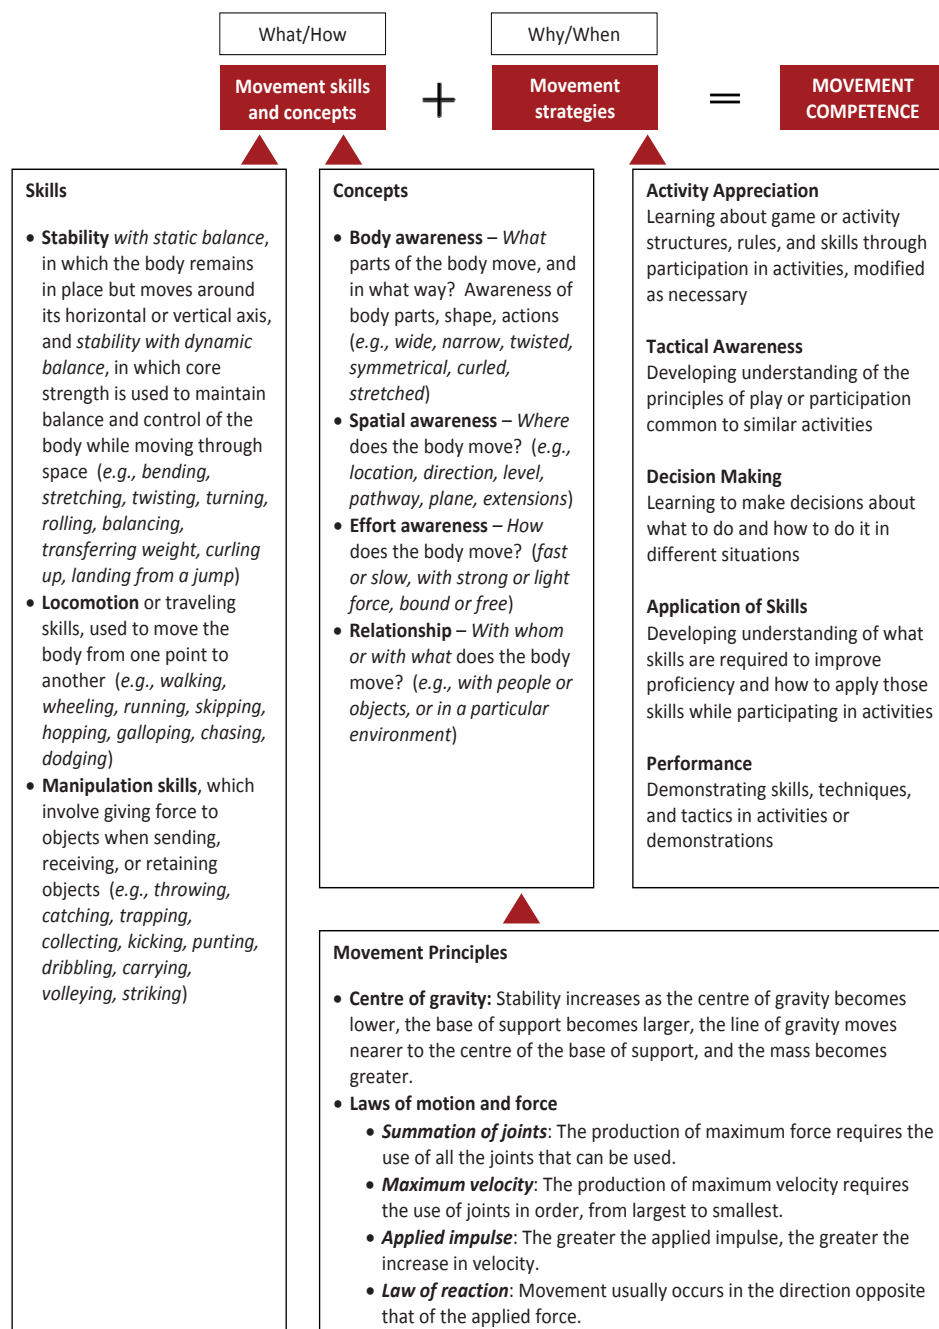 What/How
Why/When
Movement skills
and concepts
+
Movement
strategies
=
MOVEMENT
COMPETENCE
Skills
• Stability with static balance,
in which the body remains
in place but moves around
its horizontal or vertical axis,
and stability with dynamic
balance, in which core
strength is used to maintain
balance and control of the
body while moving through
space (e.g., bending,
stretching, twisting, turning,
rolling, balancing,
transferring weight, curling
up, landing from a jump)
• Locomotion or traveling
skills, used to move the
body from one point to
another (e.g., walking,
wheeling, running, skipping,
hopping, galloping, chasing,
dodging)
• Manipulation skills, which
involve giving force to
objects when sending,
receiving, or retaining
objects (e.g., throwing,
catching, trapping,
collecting, kicking, punting,
dribbling, carrying,
volleying, striking)
Concepts
• Body awareness – What
parts of the body move, and
in what way? Awareness of
body parts, shape, actions
(e.g., wide, narrow, twisted,
symmetrical, curled,
stretched)
• Spatial awareness – Where
does the body move? (e.g.,
location, direction, level,
pathway, plane, extensions)
• Effort awareness – How
does the body move? (fast
or slow, with strong or light
force, bound or free)
• Relationship – With whom
or with what does the body
move? (e.g., with people or
objects, or in a particular
environment)
Activity Appreciation
Learning about game or activity
structures, rules, and skills through
participation in activities, modified
as necessary
Tactical Awareness
Developing understanding of the
principles of play or participation
common to similar activities
Decision Making
Learning to make decisions about
what to do and how to do it in
different situations
Application of Skills
Developing understanding of what
skills are required to improve
proficiency and how to apply those
skills while participating in activities
Performance
Demonstrating skills, techniques,
and tactics in activities or
demonstrations
Movement Principles
• Centre of gravity: Stability increases as the centre of gravity becomes
lower, the base of support becomes larger, the line of gravity moves
nearer to the centre of the base of support, and the mass becomes
greater.
• Laws of motion and force
• Summation of joints: The production of maximum force requires the
use of all the joints that can be used.
• Maximum velocity: The production of maximum velocity requires
the use of joints in order, from largest to smallest.
• Applied impulse: The greater the applied impulse, the greater the
increase in velocity.
• Law of reaction: Movement usually occurs in the direction opposite
that of the applied force.